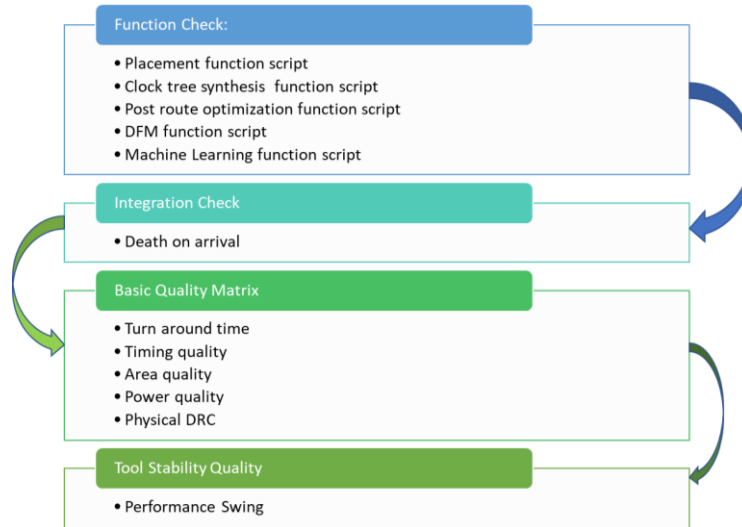 Function Check:
• Placement function script
• Clock tree synthesis function script
• Post route optimization function script
• DFM function script
• Machine Learning function script
Integration Check
• Death on arrival
Basic Quality Matrix
• Turn around time
• Timing quality
• Area quality
• Power quality
• Physical DRC
Tool Stability Quality
• Performance Swing